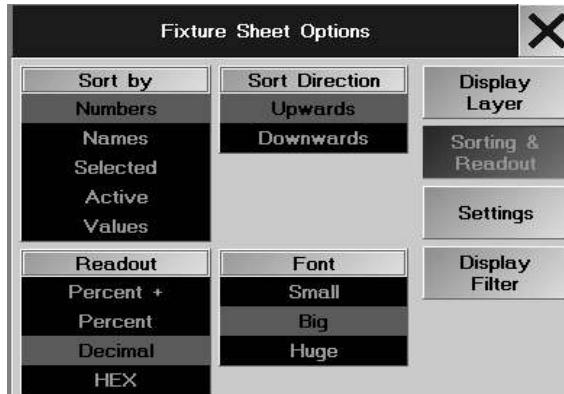 Fixture Sheet Options
Sort by
Numbers
Names
Selected
Active
Values
Sort Direction
Upwards
Downwards
Display
Layer
Sorting &
Readout
Settings
Display
Filter
Readout
Percent +
Percent
Decimal
HEX
Font
Small
Big
Huge